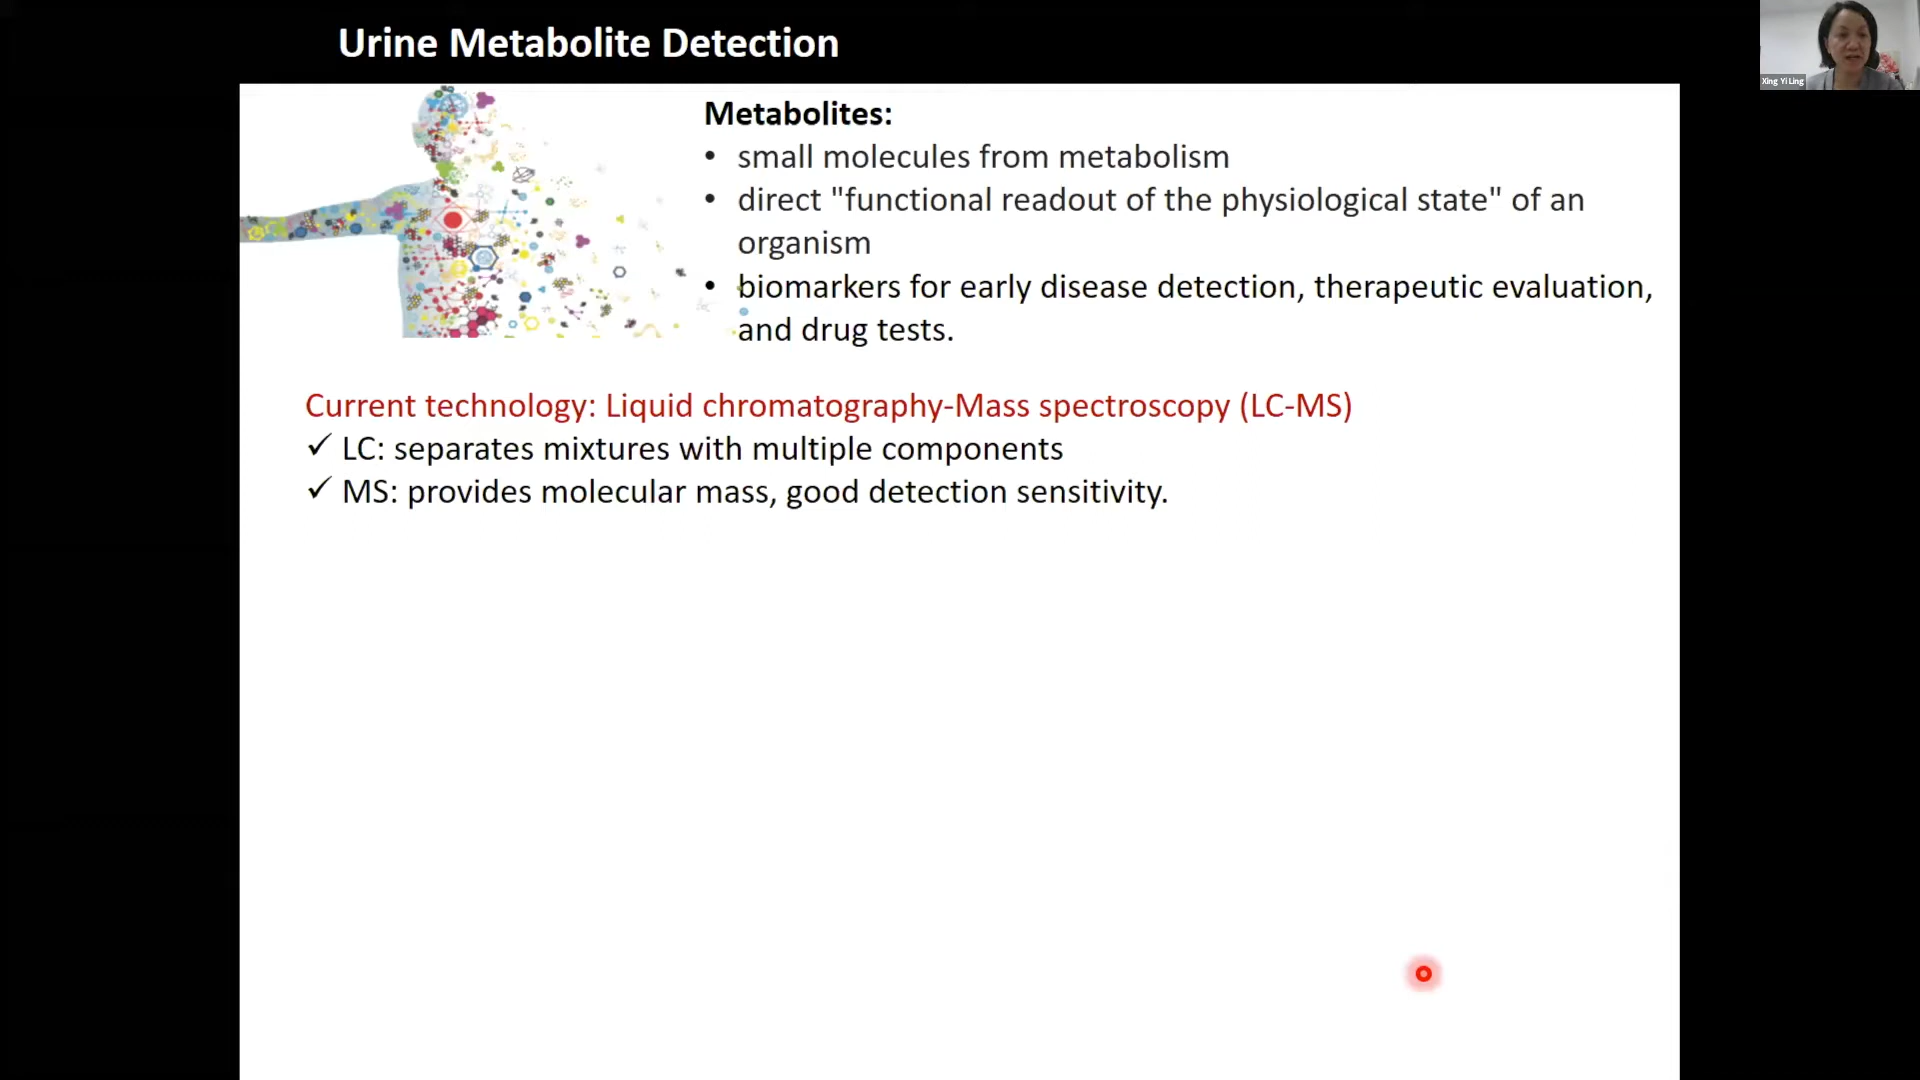 Urine Metabolite Detection
Xing Yi Ling
Metabolites:
• small molecules from metabolism
• direct "functional readout of the physiological state" of an
organism
• biomarkers for early disease detection, therapeutic evaluation,
and drug tests.
Current technology: Liquid chromatography-Mass spectroscopy (LC-MS)
✓ LC: separates mixtures with multiple components
✓ MS: provides molecular mass, good detection sensitivity.